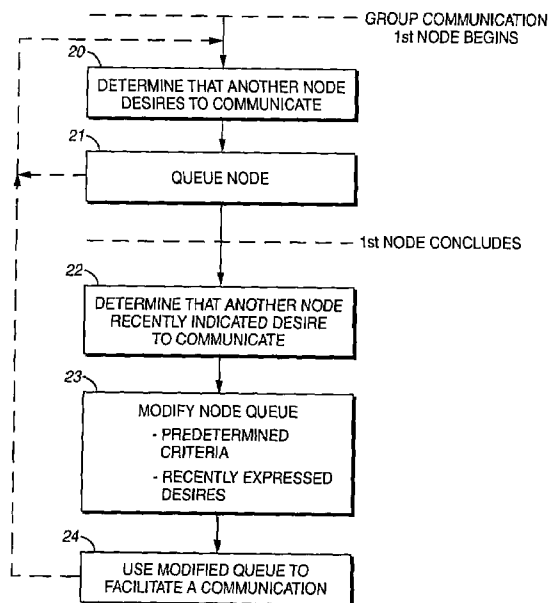 GROUP COMMUNICATION
1st NODE BEGINS
20
DETERMINE THAT ANOTHER NODE
DESIRES TO COMMUNICATE
21
QUEUE NODE
1st NODE CONCLUDES
22
DETERMINE THAT ANOTHER NODE
RECENTLY INDICATED DESIRE
TO COMMUNICATE
23
MODIFY NODE QUEUE
- PREDETERMINED
CRITERIA
- RECENTLY EXPRESSED
DESIRES
24
USE MODIFIED QUEUE TO
FACILITATE A COMMUNICATION